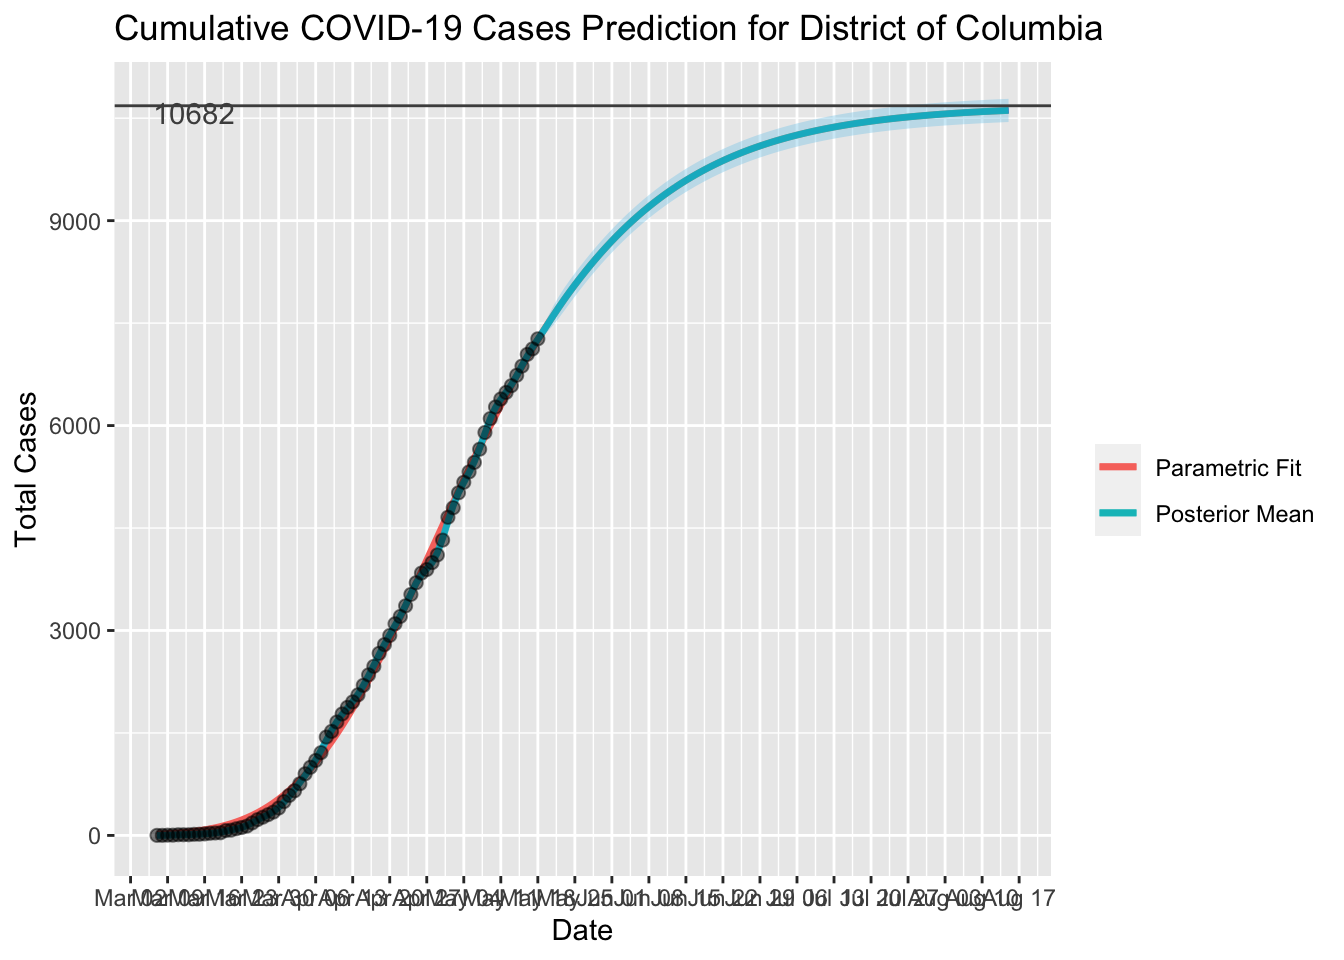 Cumulative COVID-19 Cases Prediction for District of Columbia
10682
9000
6000
3000
0
Total Cases
Mar 02 Mar 09 Mar 16 Mar 23 Mar 30 Apr 06 Apr 13 Apr 20 Apr 27 May 04 May 11 May 18 May 25 Jun 01 Jun 08 Jun 15 Jun 22 Jun 29 Jul 06 Jul 13 Jul 20 Jul 27 Aug 03 Aug 10 Aug 17
Date
Parametric Fit
Posterior Mean